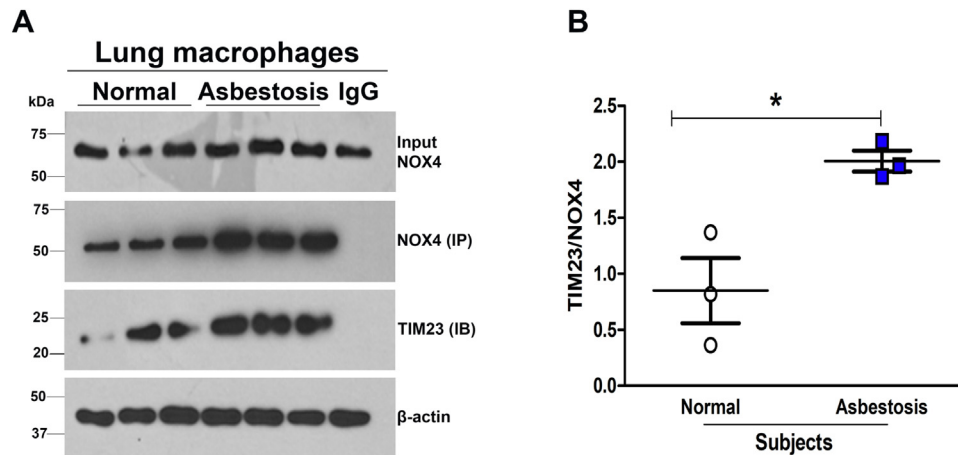 A
Lung macrophages
Normal Asbestosis IgG
kDa
75
50
Input
NOX4
75
50
NOX4 (IP)
25
20
TIM23 (IB)
50
37
β-actin
B
*
TIM23/NOX4
2.5
2.0
1.5
1.0
0.5
0.0
Normal Asbestosis
Subjects